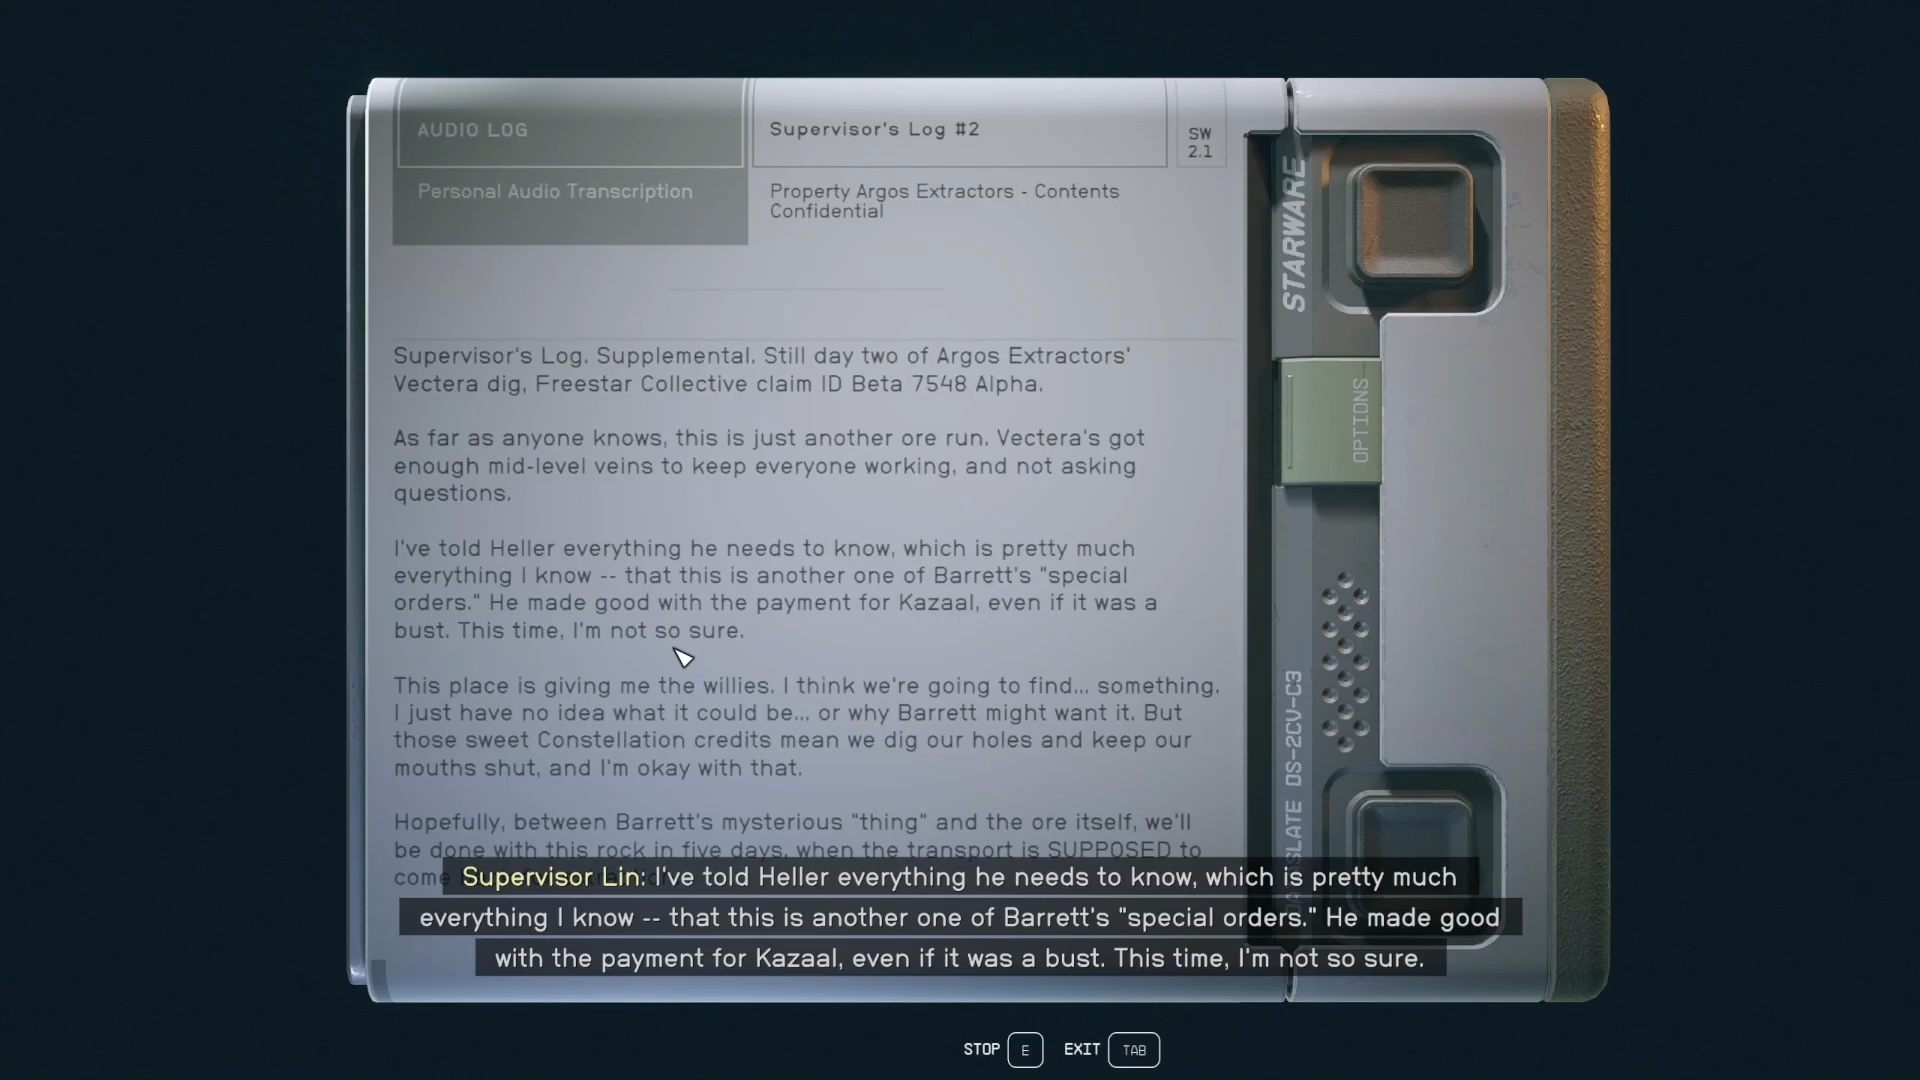 AUDIO LOG
Supervisor's Log #2
SW
2.1
Personal Audio Transcription
Property Argos Extractors - Contents
Confidential
Supervisor's Log. Supplemental. Still day two of Argos Extractors'
Vectera dig, Freestar Collective claim ID Beta 7548 Alpha.
As far as anyone knows, this is just another ore run. Vectera's got
enough mid-level veins to keep everyone working, and not asking
questions.
I've told Heller everything he needs to know, which is pretty much
everything I know -- that this is another one of Barrett's "special
orders." He made good with the payment for Kazaal, even if it was a
bust. This time, I'm not so sure.
This place is giving me the willies. I think we're going to find... something.
I just have no idea what it could be... or why Barrett might want it. But
those sweet Constellation credits mean we dig our holes and keep our
mouths shut, and I'm okay with that.
Hopefully, between Barrett's mysterious "thing" and the ore itself, we'll
be done with this rock in five days, when the transport is SUPPOSED to
come
STARWARE
OPTIONS
DS-2CV-C3
Supervisor Lin: I've told Heller everything he needs to know, which is pretty much
everything I know -- that this is another one of Barrett's "special orders." He made good
with the payment for Kazaal, even if it was a bust. This time, I'm not so sure.
STOP E EXIT TAB